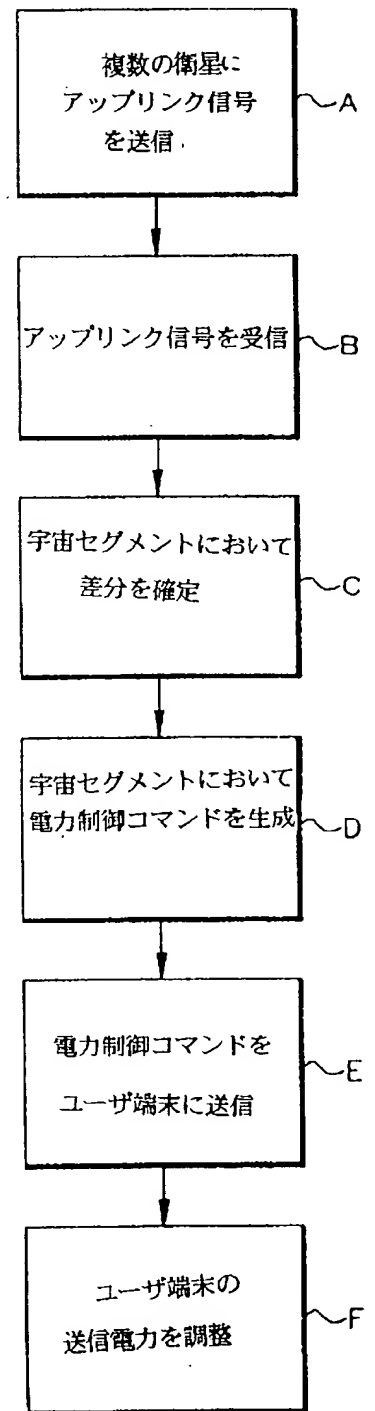 複数の衛星に
アップリンク信号
を送信
A
アップリンク信号を受信
B
宇宙セグメントにおいて
差分を確定
C
宇宙セグメントにおいて
電力制御コマンドを生成
D
電力制御コマンドを
ユーザ端末に送信
E
ユーザ端末の
送信電力を調整
F